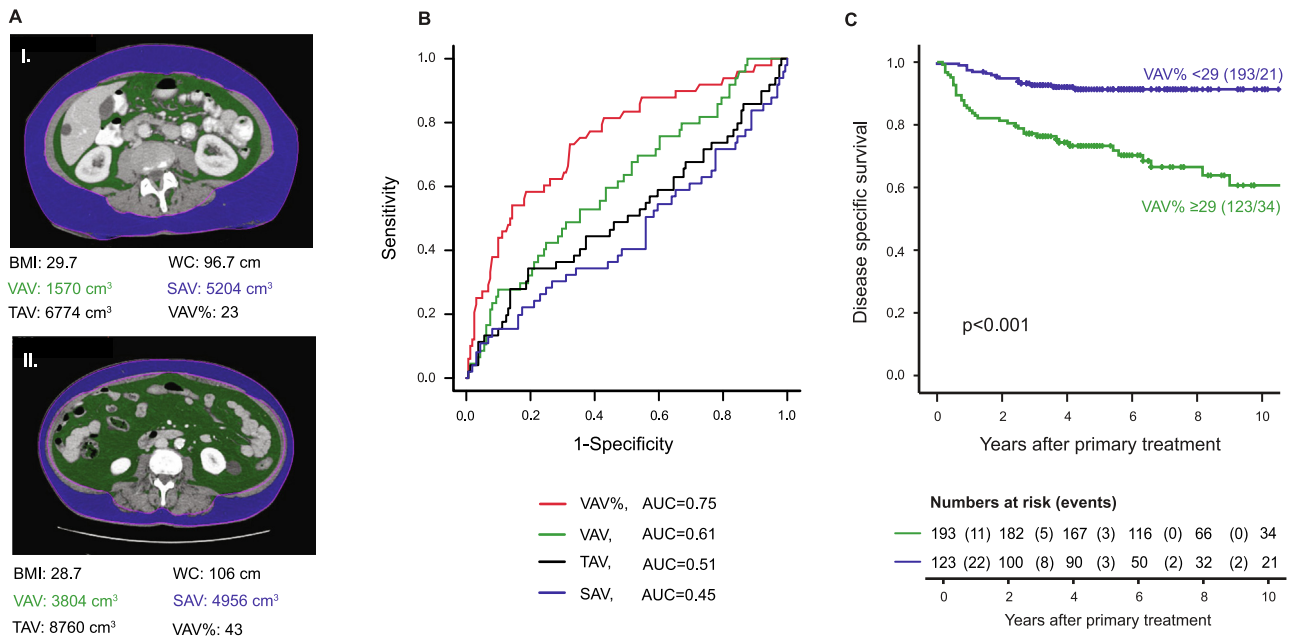 A
I.
BMI: 29.7 WC: 96.7 cm
VAV: 1570 cm³ SAV: 5204 cm³
TAV: 6774 cm³ VAV%: 23
II.
BMI: 28.7 WC: 106 cm
VAV: 3804 cm³ SAV: 4956 cm³
TAV: 8760 cm³ VAV%: 43
B
Sensitivity
1.0
0.8
0.6
0.4
0.2
0.0
0.0 0.2 0.4 0.6 0.8 1.0
1-Specificity
VAV%, AUC=0.75
VAV, AUC=0.61
TAV, AUC=0.51
SAV, AUC=0.45
C
Disease specific survival
1.0
0.8
0.6
0.4
0.2
0.0
VAV% <29 (193/21)
VAV% ≥29 (123/34)
p<0.001
0 2 4 6 8 10
Years after primary treatment
Numbers at risk (events)
193 (11) 182 (5) 167 (3) 116 (0) 66 (0) 34
123 (22) 100 (8) 90 (3) 50 (2) 32 (2) 21
0 2 4 6 8 10
Years after primary treatment